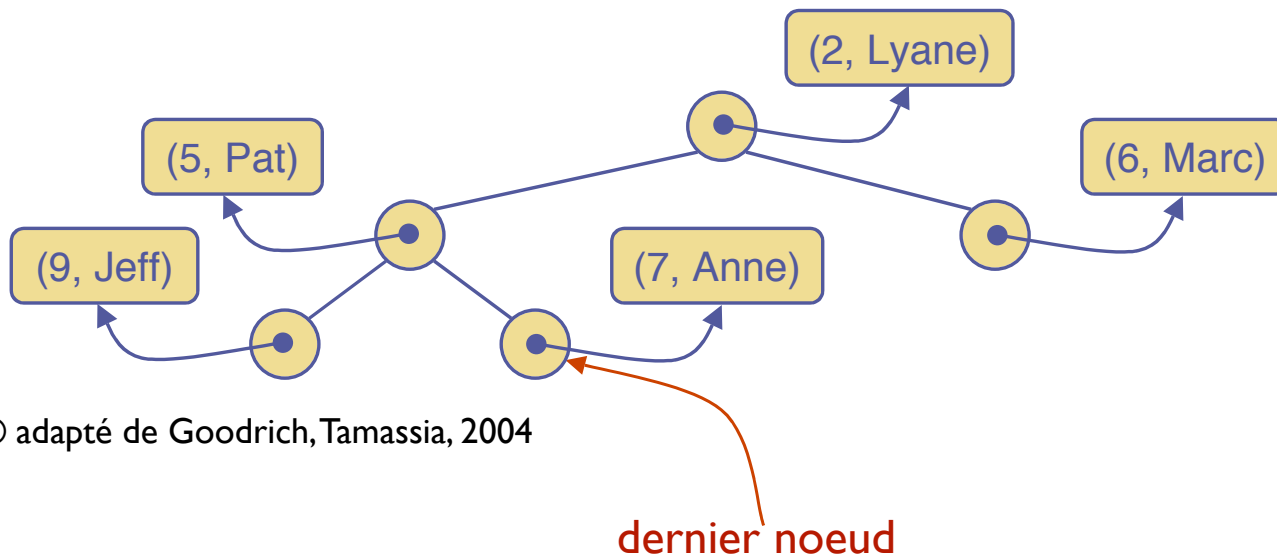 (2, Lyane)
(5, Pat)
(6, Marc)
(9, Jeff)
(7, Anne)
© adapté de Goodrich, Tamassia, 2004
dernier noeud